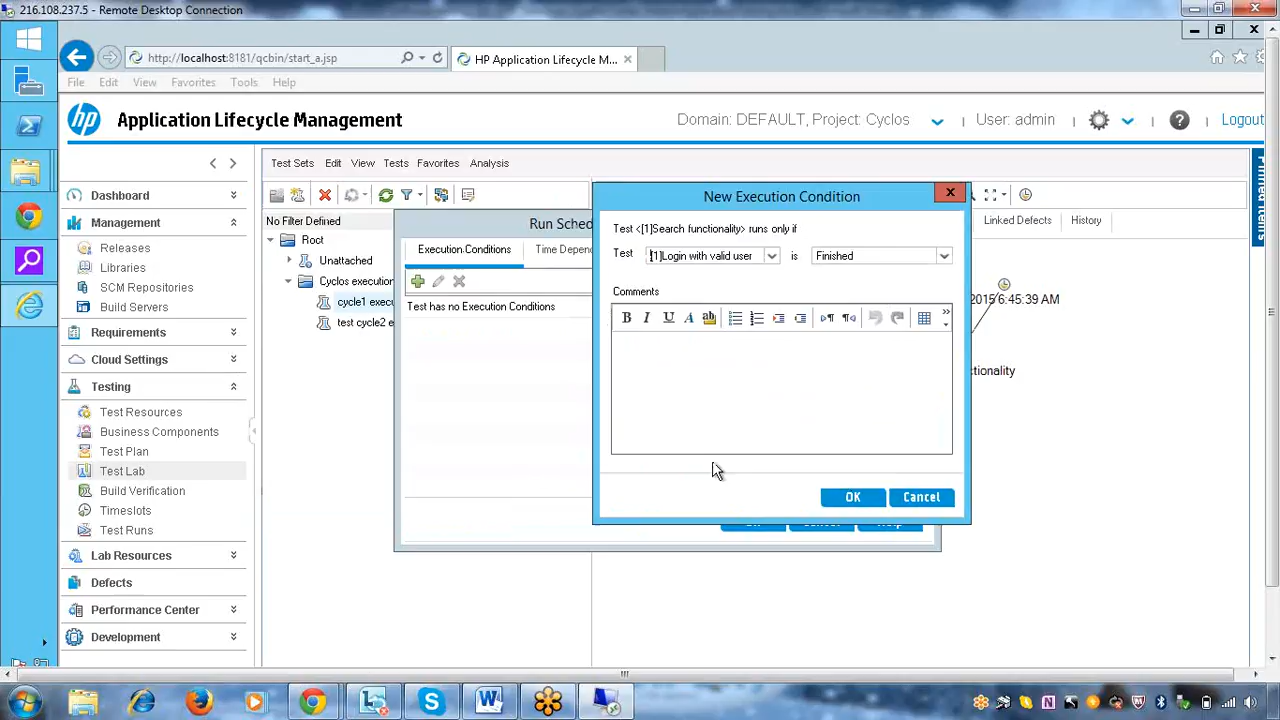 216.108.237.5 - Remote Desktop Connection
http://localhost:8181/qcbin/start_a.jsp
HP Application Lifecycle M...
File Edit View Favorites Tools Help
hp Application Lifecycle Management
Domain: DEFAULT, Project: Cyclos
User: admin
Logout
Dashboard
Management
Releases
Libraries
SCM Repositories
Build Servers
Requirements
Cloud Settings
Testing
Test Resources
Business Components
Test Plan
Test Lab
Build Verification
Timeslots
Test Runs
Lab Resources
Defects
Performance Center
Development
Test Sets Edit View Tests Favorites Analysis
No Filter Defined
Root
Unattached
Cyclos execution
cycle1 execu
test cycle2 e
Run Sched
Execution Conditions
Time Depend
Test has no Execution Conditions
New Execution Condition
Test <[1]Search functionality> runs only if
Test [1]Login with valid user is Finished
Comments
B I U A ab
OK Cancel
Linked Defects
History
2015 6:45:39 AM
ctionality
Pinned Items